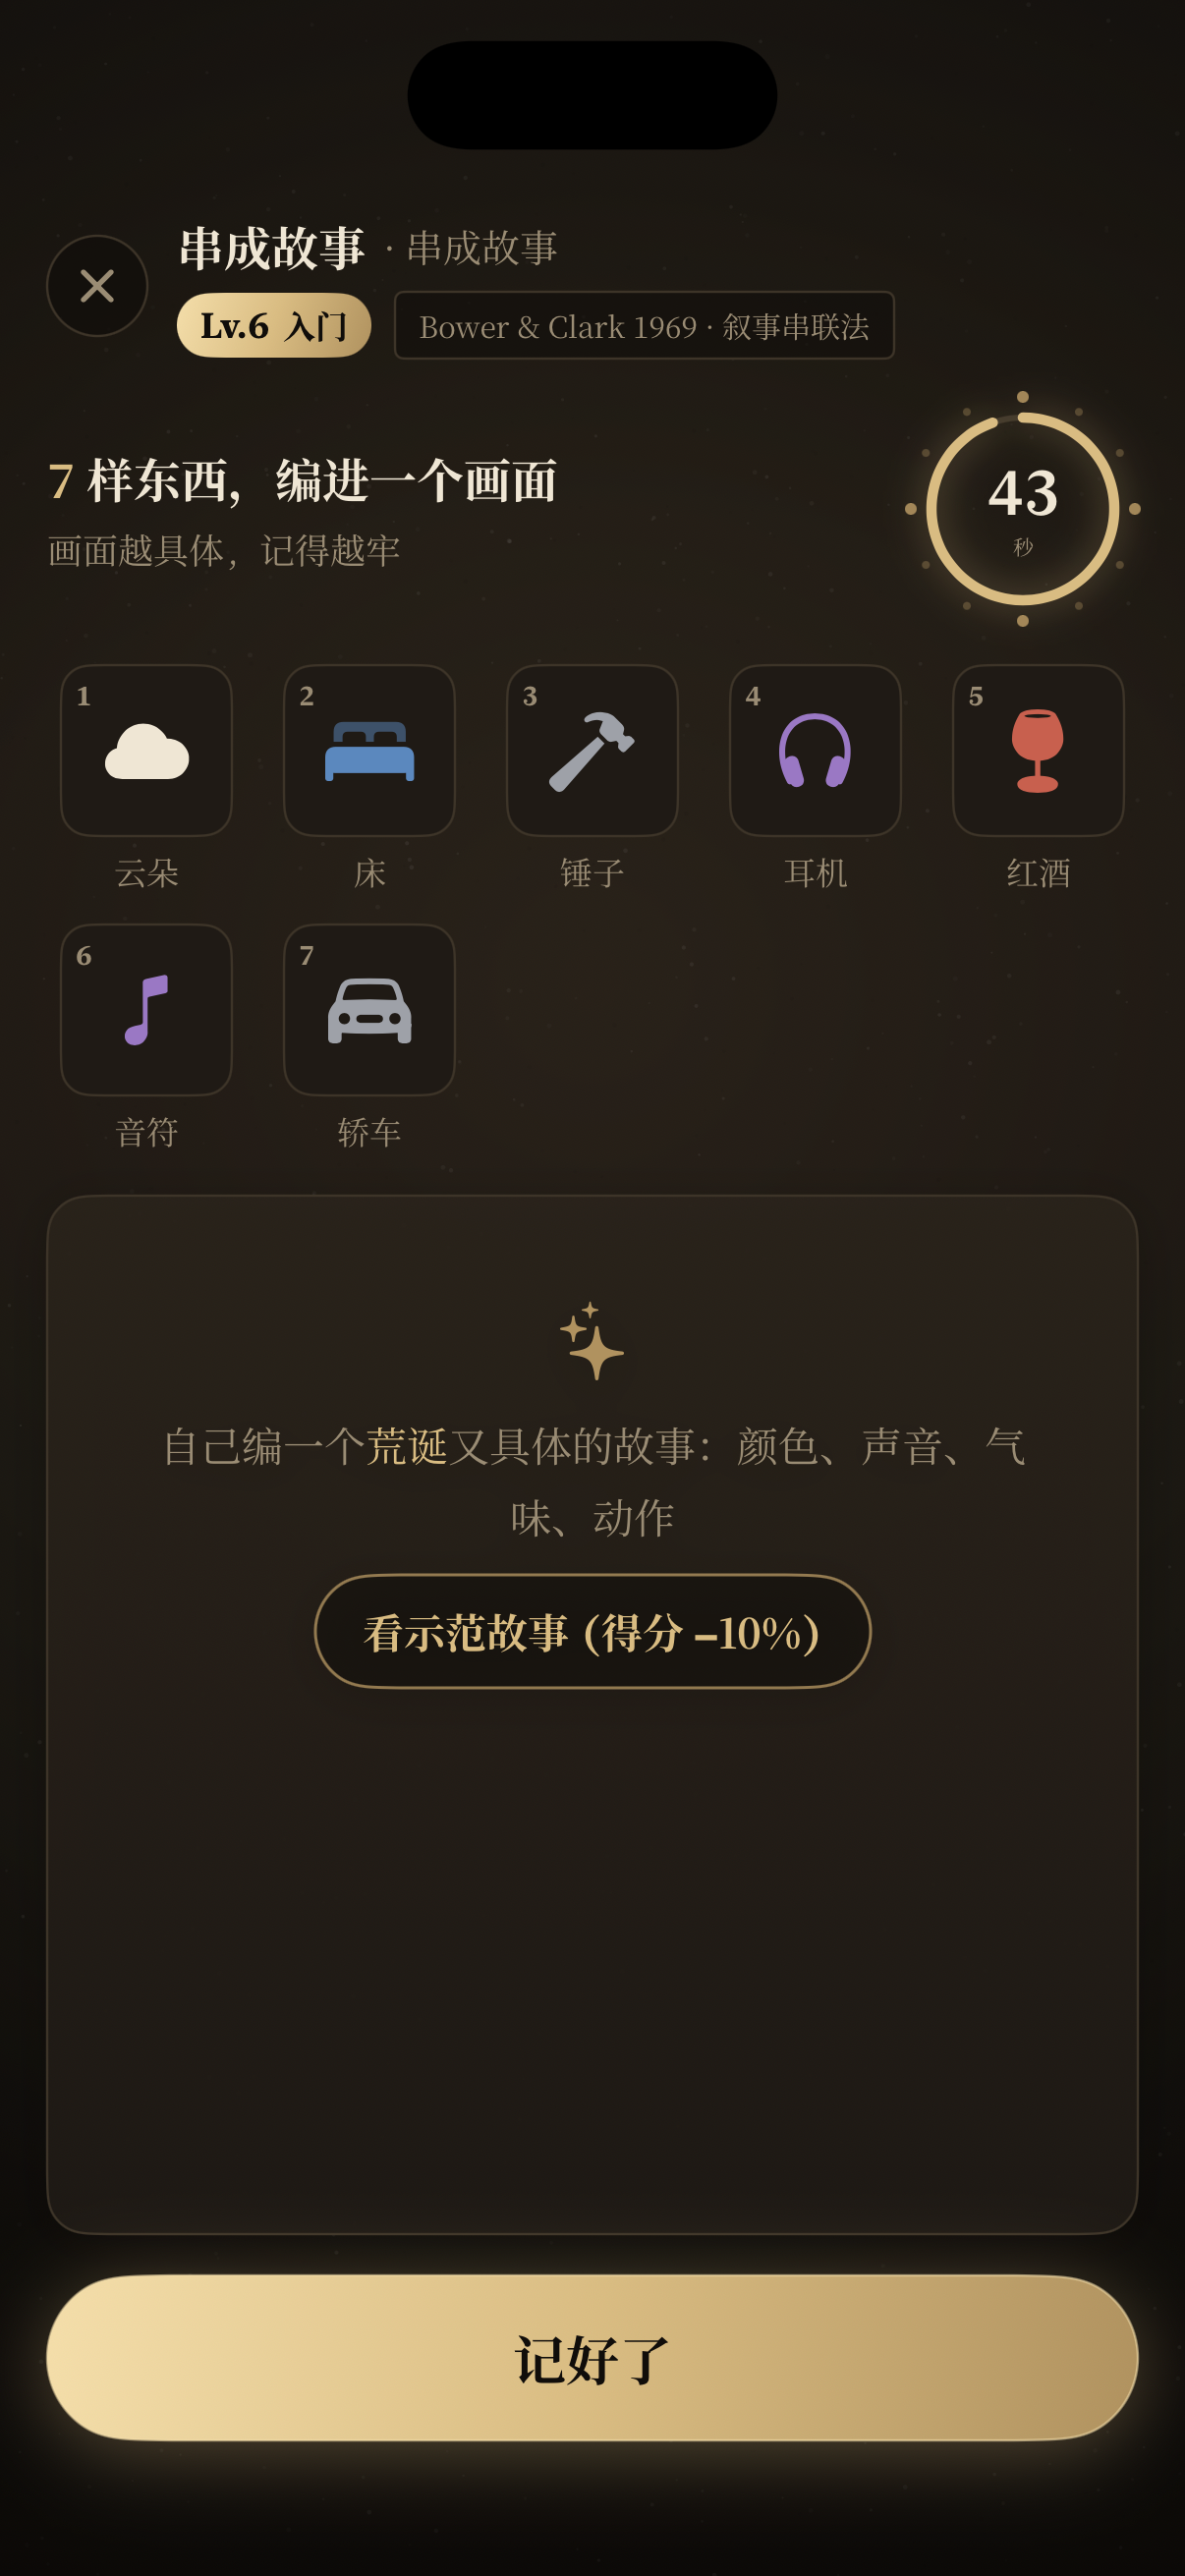 串成故事 · 串成故事
Lv.6 入门
Bower & Clark 1969 · 叙事串联法
7 样东西，编进一个画面
画面越具体，记得越牢
43
秒
1
2
3
4
5
云朵
床
锤子
耳机
红酒
6
7
音符
轿车
自己编一个荒诞又具体的故事：颜色、声音、气
味、动作
看示范故事 (得分 –10%)
记好了